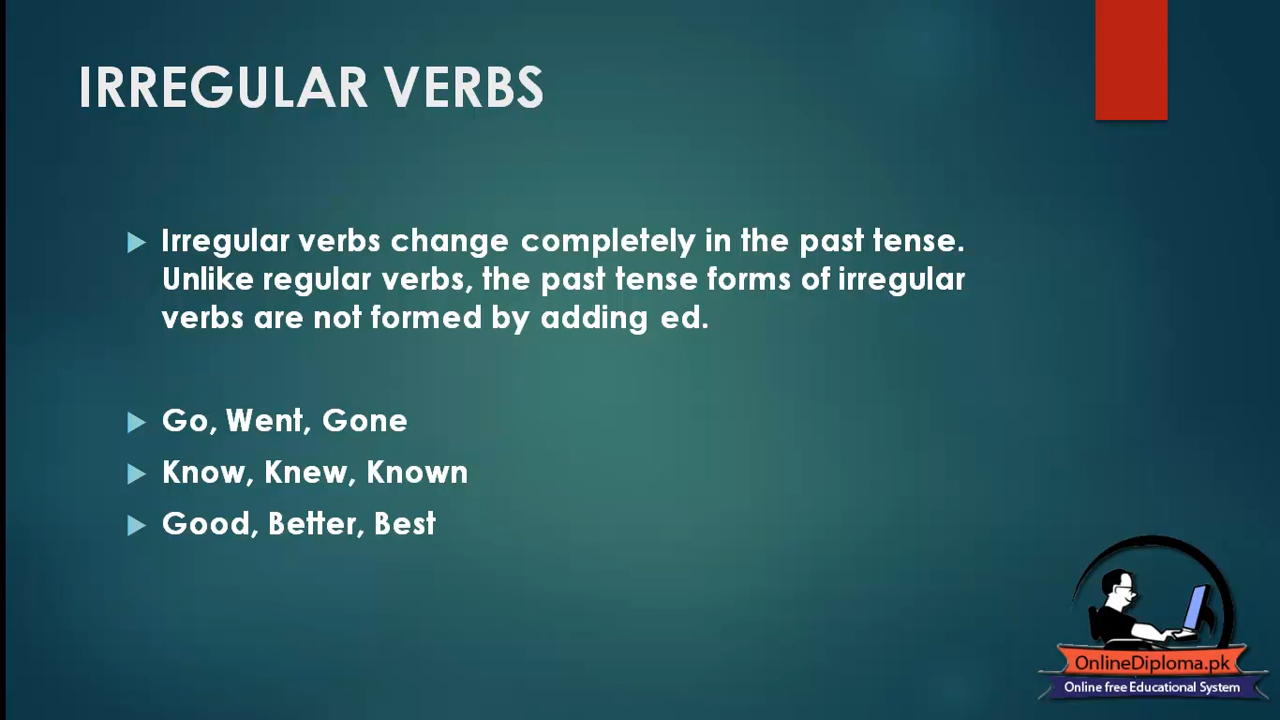 IRREGULAR VERBS
Irregular verbs change completely in the past tense.
Unlike regular verbs, the past tense forms of irregular
verbs are not formed by adding ed.
Go, Went, Gone
Know, Knew, Known
Good, Better, Best
OnlineDiploma.pk
Online free Educational System